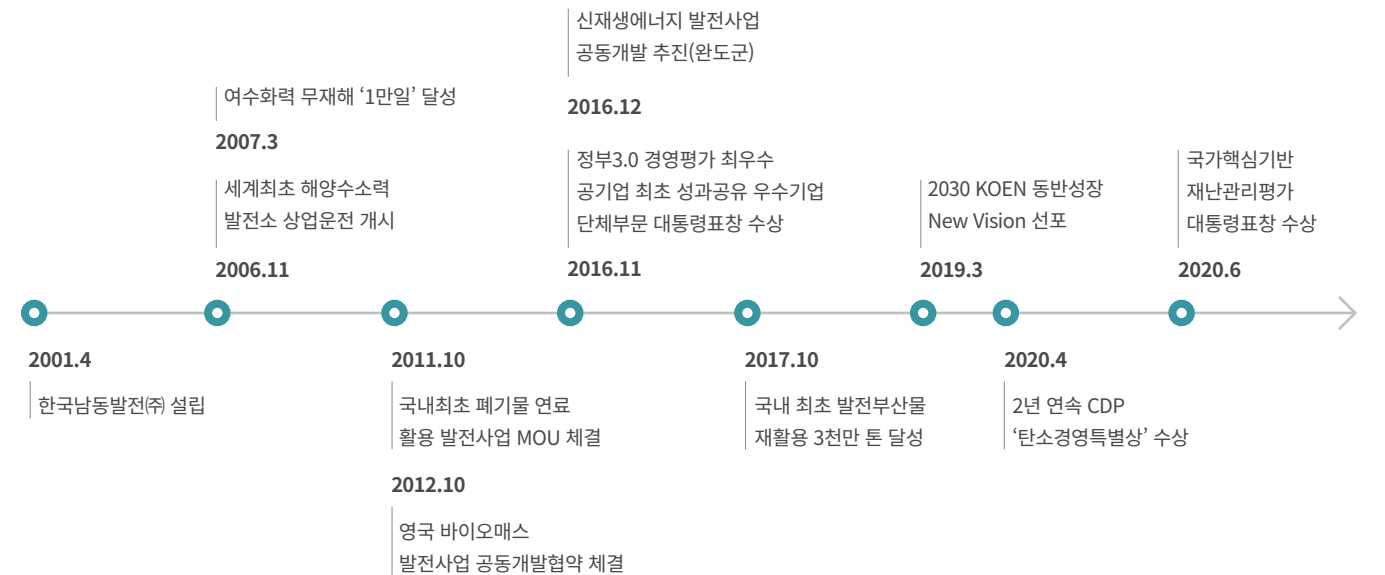 신재생에너지 발전사업
공동개발 추진(완도군)
2016.12
여수화력 무재해 ‘1만일’ 달성
2007.3
세계최초 해양수소력
발전소 상업운전 개시
2006.11
정부3.0 경영평가 최우수
공기업 최초 성과공유 우수기업
단체부문 대통령표창 수상
2016.11
2030 KOEN 동반성장
New Vision 선포
2019.3
국가핵심기반
재난관리평가
대통령표창 수상
2020.6
2001.4
한국남동발전㈜ 설립
2011.10
국내최초 폐기물 연료
활용 발전사업 MOU 체결
2012.10
영국 바이오매스
발전사업 공동개발협약 체결
2017.10
국내 최초 발전부산물
재활용 3천만 톤 달성
2020.4
2년 연속 CDP
‘탄소경영특별상’ 수상